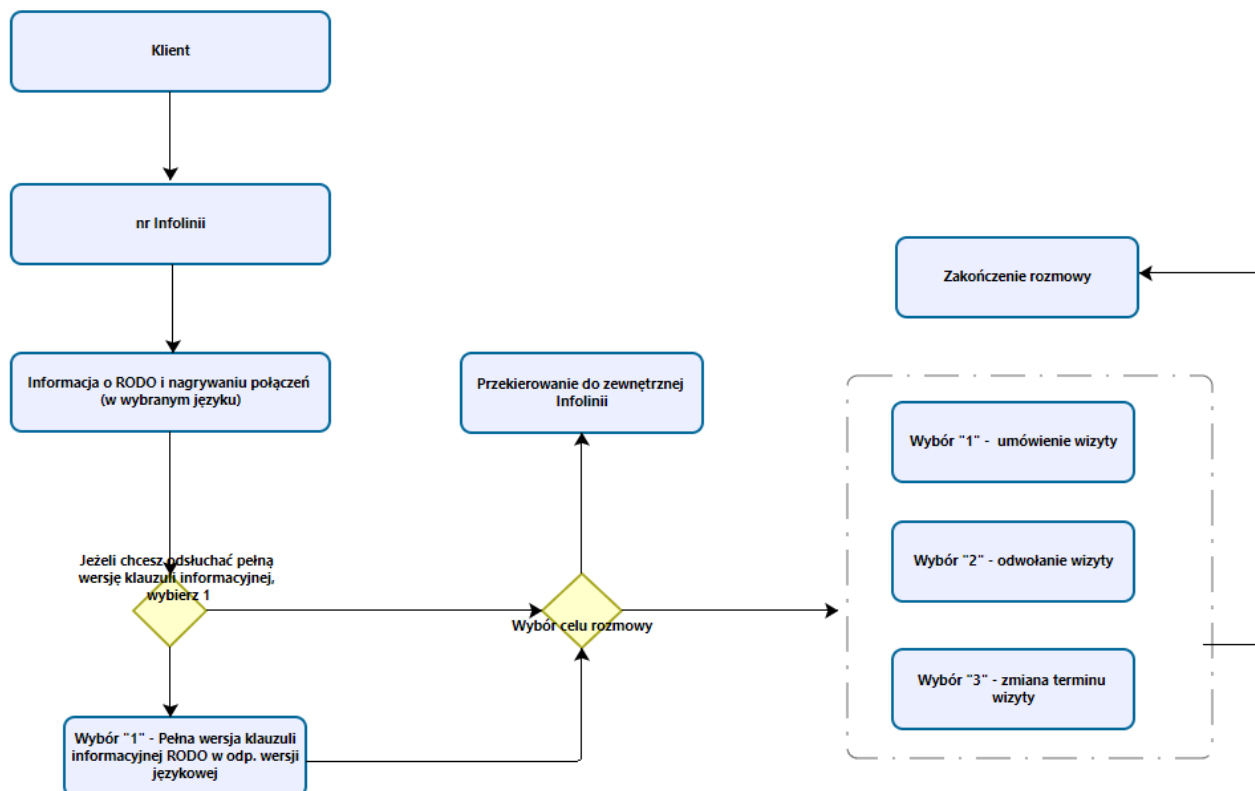 Klient
nr Infolinii
Informacja o RODO i nagrywaniu połączeń
(w wybranym języku)
Jeżeli chcesz odsłuchać pełną
wersję klauzuli informacyjnej,
wybierz 1
Wybór "1" - Pełna wersja klauzuli
informacyjnej RODO w odp. wersji
językowej
Przekierowanie do zewnętrznej
Infolinii
Wybór celu rozmowy
Zakończenie rozmowy
Wybór "1" - umówienie wizyty
Wybór "2" - odwołanie wizyty
Wybór "3" - zmiana terminu
wizyty